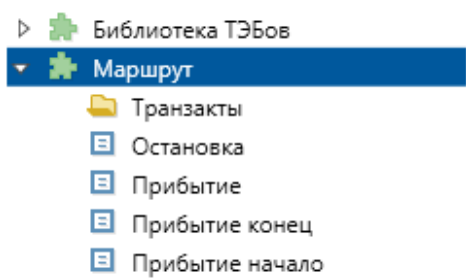 Библиотека ТЭБов
Маршрут
Транзакты
Остановка
Прибытие
Прибытие конец
Прибытие начало